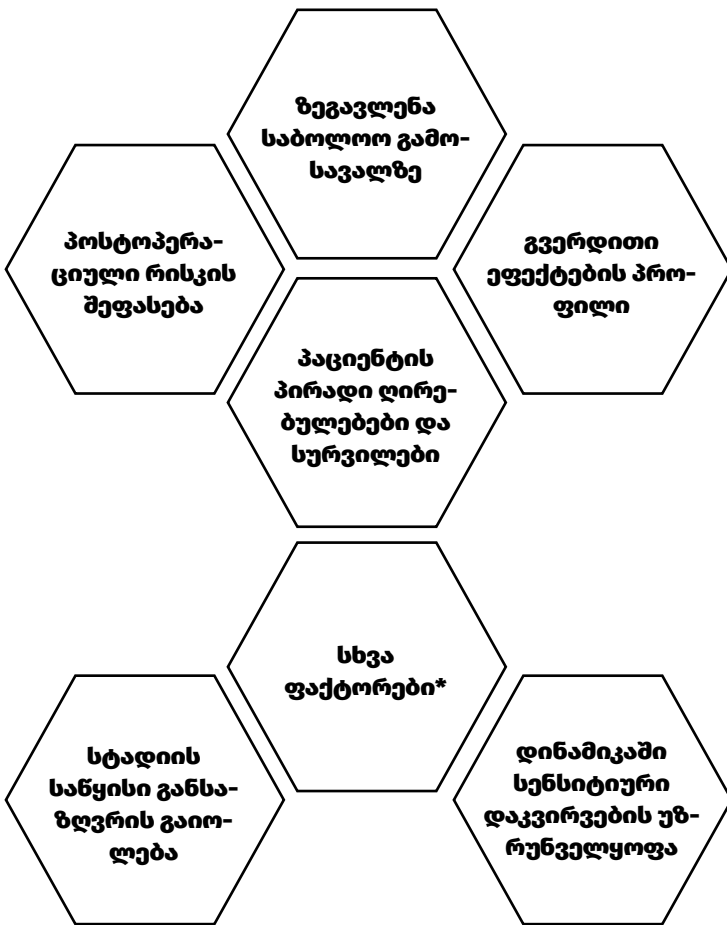 ზეგავლენა
საბოლოო გამო-
სავალზე
პოსტოპერა-
ციული რისკის
შეფასება
გვერდითი
ეფექტების პრო-
ფილი
პაციენტის
პირადი ღირე-
ბულებები და
სურვილები
სხვა
ფაქტორები*
სტადიის
საწყისი განსა-
ზღვრის გაიო-
ლება
დინამიკაში
სენსიტიური
დაკვირვების უზ-
რუნველყოფა